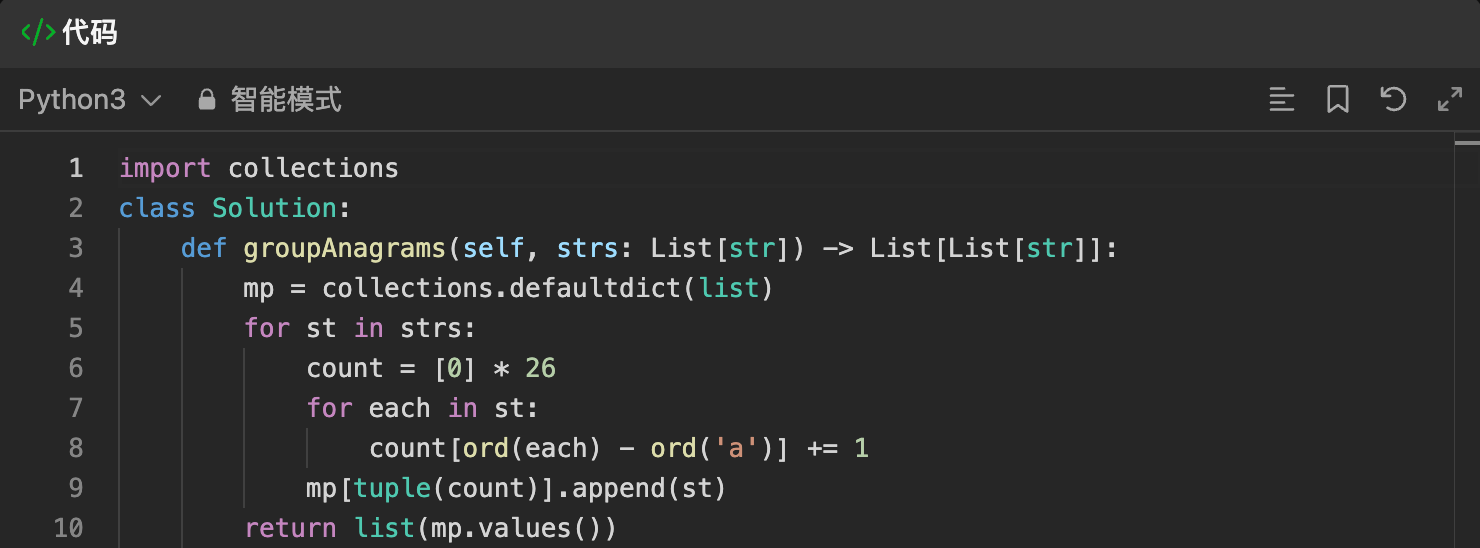 </> 代码
Python3 智能模式
1 import collections
2 class Solution:
3     def groupAnagrams(self, strs: List[str]) -> List[List[str]]:
4         mp = collections.defaultdict(list)
5         for st in strs:
6             count = [0] * 26
7             for each in st:
8                 count[ord(each) - ord('a')] += 1
9             mp[tuple(count)].append(st)
10         return list(mp.values())